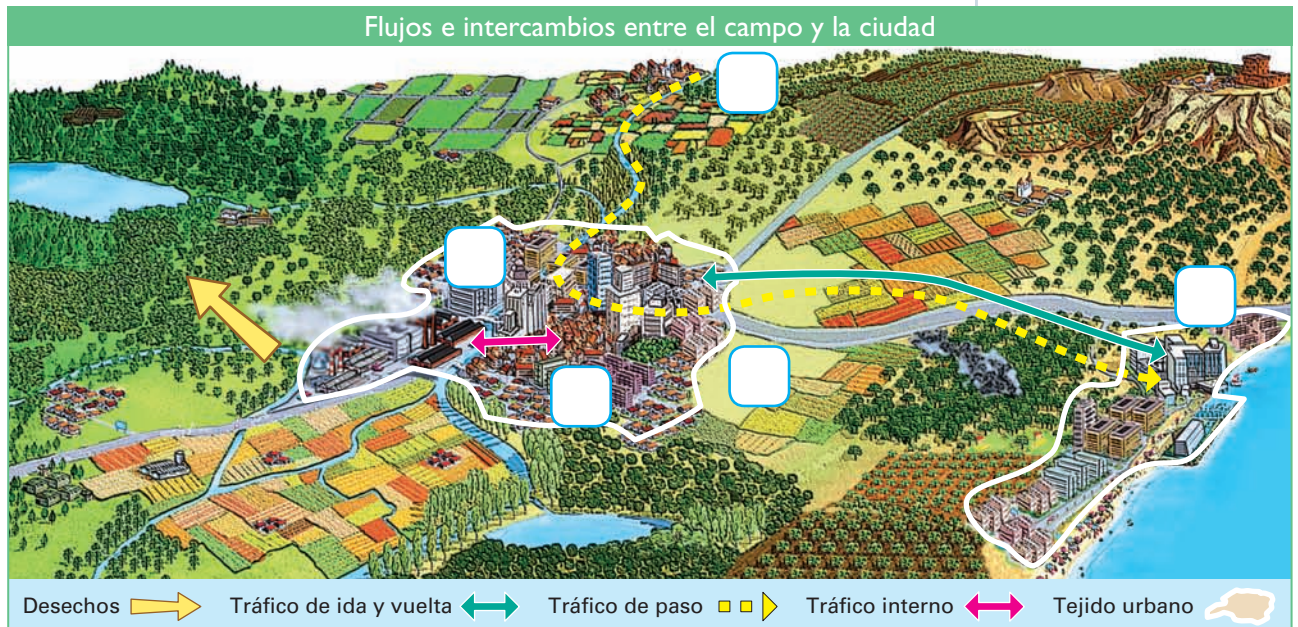 Flujos e intercambios entre el campo y la ciudad
Desechos Tráfico de ida y vuelta Tráfico de paso Tráfico interno Tejido urbano